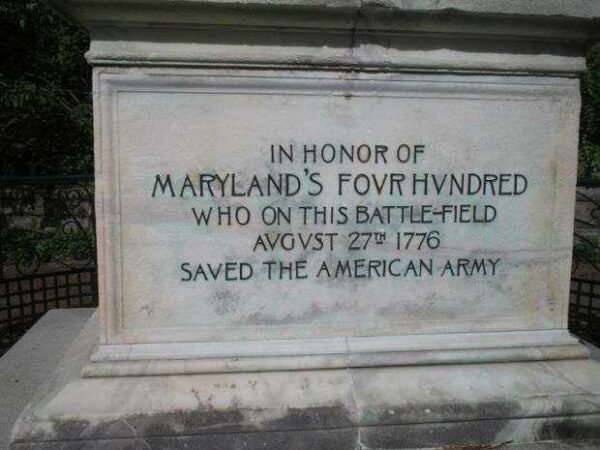 IN HONOR OF
MARYLAND'S FOVR HVNDRED
WHO ON THIS BATTLE-FIELD
AVGVST 27TH 1776
SAVED THE AMERICAN ARMY